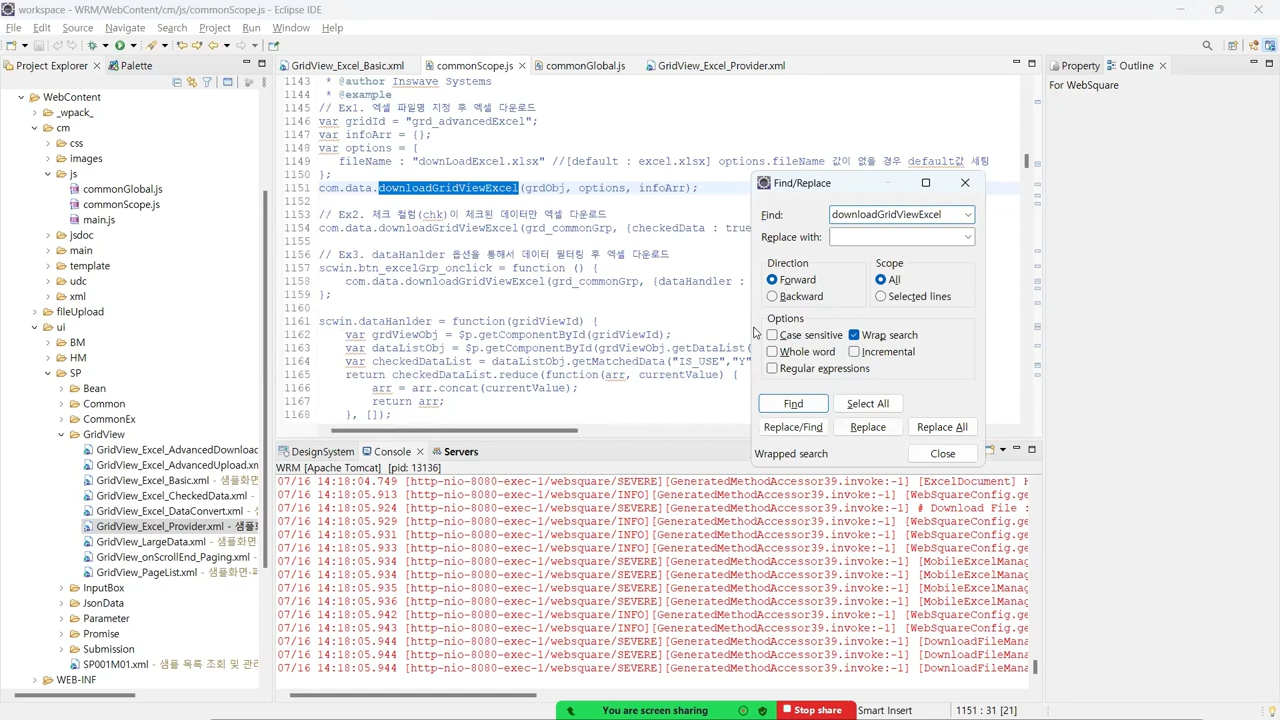 workspace - WRM/WebContent/cm/js/commonScope.js - Eclipse IDE
File Edit Source Navigate Search Project Run Window Help
Project Explorer
Palette
WebContent
_wpack_
cm
css
images
js
commonGlobal.js
commonScope.js
main.js
jsdoc
main
template
udc
xml
fileUpload
ui
BM
HM
SP
Bean
Common
CommonEx
GridView
GridView_Excel_AdvancedDownloac
GridView_Excel_AdvancedUpload.xn
GridView_Excel_Basic.xml - 샘플화면
GridView_Excel_CheckedData.xml -
GridView_Excel_DataConvert.xml -
GridView_Excel_Provider.xml - 샘플화
GridView_LargeData.xml - 샘플화면-
GridView_onScrollEnd_Paging.xml -
GridView_PageList.xml - 샘플화면-페
InputBox
JsonData
Parameter
Promise
Submission
SP001M01.xml - 샘플 목록 조회 및 관리
WEB-INF
GridView_Excel_Basic.xml
commonScope.js
commonGlobal.js
GridView_Excel_Provider.xml
1143 * @author Inswave Systems
1144 * @example
1145 // Ex1. 엑셀 파일명 지정 후 엑셀 다운로드
1146 var gridId = "grd_advancedExcel";
1147 var infoArr = {};
1148 var options = {
1149 fileName : "downLoadExcel.xlsx" //[default : excel.xlsx] options.fileName 값이 없을 경우 default값 세팅
1150 };
1151 com.data.downloadGridViewExcel(grdObj, options, infoArr);
1152
1153 // Ex2. 체크 컬럼(chk)이 체크된 데이터만 엑셀 다운로드
1154 com.data.downloadGridViewExcel(grd_commonGrp, {checkedData : true
1155
1156 // Ex3. dataHanlder 옵션을 통해서 데이터 필터링 후 엑셀 다운로드
1157 scwin.btn_excelGrp_onclick = function () {
1158 com.data.downloadGridViewExcel(grd_commonGrp, {dataHandler :
1159 };
1160
1161 scwin.dataHanlder = function(gridViewId) {
1162 var grdViewObj = $p.getComponentById(gridViewId);
1163 var dataListObj = $p.getComponentById(grdViewObj.getDataList(
1164 var checkedDataList = dataListObj.getMatchedData("IS_USE","Y"
1165 return checkedDataList.reduce(function(arr, currentValue) {
1166 arr = arr.concat(currentValue);
1167 return arr;
1168 }, []);
Find/Replace
Find: downloadGridViewExcel
Replace with:
Direction
Scope
Forward
All
Backward
Selected lines
Options
Case sensitive
Wrap search
Whole word
Incremental
Regular expressions
Find
Select All
Replace/Find
Replace
Replace All
Wrapped search
Close
Property
Outline
For WebSquare
DesignSystem
Console
Servers
WRM [Apache Tomcat] [pid: 13136]
07/16 14:18:04.749 [http-nio-8080-exec-1/websquare/SEVERE][GeneratedMethodAccessor39.invoke:-1] [ExcelDocument] H
07/16 14:18:05.913 [http-nio-8080-exec-1/websquare/INFO][GeneratedMethodAccessor39.invoke:-1] [WebSquareConfig.ge
07/16 14:18:05.924 [http-nio-8080-exec-1/websquare/SEVERE][GeneratedMethodAccessor39.invoke:-1] # Download File :
07/16 14:18:05.929 [http-nio-8080-exec-1/websquare/INFO][GeneratedMethodAccessor39.invoke:-1] [WebSquareConfig.ge
07/16 14:18:05.931 [http-nio-8080-exec-1/websquare/INFO][GeneratedMethodAccessor39.invoke:-1] [WebSquareConfig.ge
07/16 14:18:05.933 [http-nio-8080-exec-1/websquare/INFO][GeneratedMethodAccessor39.invoke:-1] [WebSquareConfig.ge
07/16 14:18:05.934 [http-nio-8080-exec-1/websquare/SEVERE][GeneratedMethodAccessor39.invoke:-1] [MobileExcelManag
07/16 14:18:05.934 [http-nio-8080-exec-1/websquare/SEVERE][GeneratedMethodAccessor39.invoke:-1] [MobileExcelManag
07/16 14:18:05.935 [http-nio-8080-exec-1/websquare/SEVERE][GeneratedMethodAccessor39.invoke:-1] [MobileExcelManag
07/16 14:18:05.936 [http-nio-8080-exec-1/websquare/SEVERE][GeneratedMethodAccessor39.invoke:-1] [MobileExcelManag
07/16 14:18:05.942 [http-nio-8080-exec-1/websquare/INFO][GeneratedMethodAccessor39.invoke:-1] [WebSquareConfig.ge
07/16 14:18:05.943 [http-nio-8080-exec-1/websquare/INFO][GeneratedMethodAccessor39.invoke:-1] [WebSquareConfig.ge
07/16 14:18:05.944 [http-nio-8080-exec-1/websquare/SEVERE][GeneratedMethodAccessor39.invoke:-1] [DownloadFileMana
07/16 14:18:05.944 [http-nio-8080-exec-1/websquare/SEVERE][GeneratedMethodAccessor39.invoke:-1] [DownloadFileMana
07/16 14:18:05.944 [http-nio-8080-exec-1/websquare/SEVERE][GeneratedMethodAccessor39.invoke:-1] [DownloadFileMana
You are screen sharing
Stop share
Smart Insert
1151 : 31 [21]